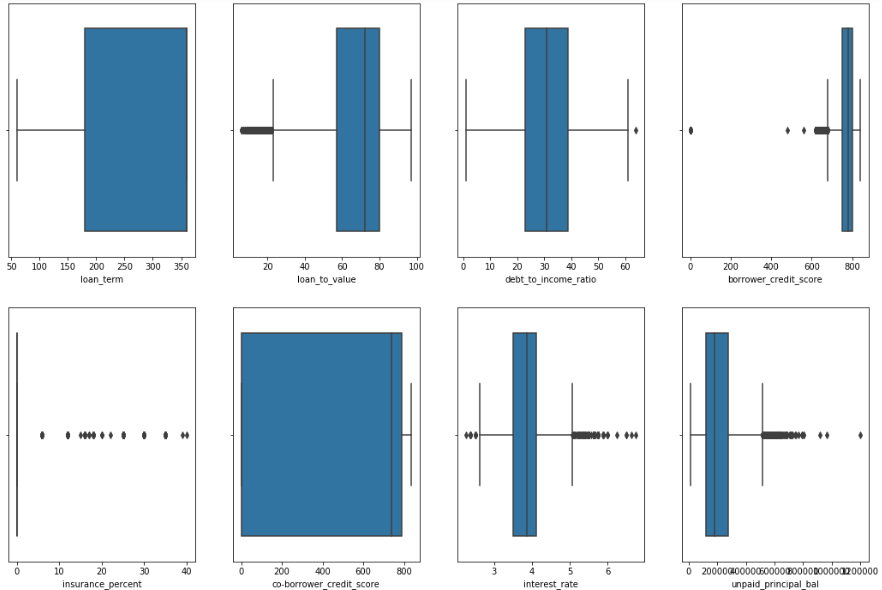 50 100 150 200 250 300 350
loan_term
20 40 60 80 100
loan_to_value
0 10 20 30 40 50 60
debt_to_income_ratio
0 200 400 600 800
borrower_credit_score
0 10 20 30 40
insurance_percent
0 200 400 600 800
co-borrower_credit_score
3 4 5 6
interest_rate
0 200000 400000 600000 800000 1000000 1200000
unpaid_principal_bal